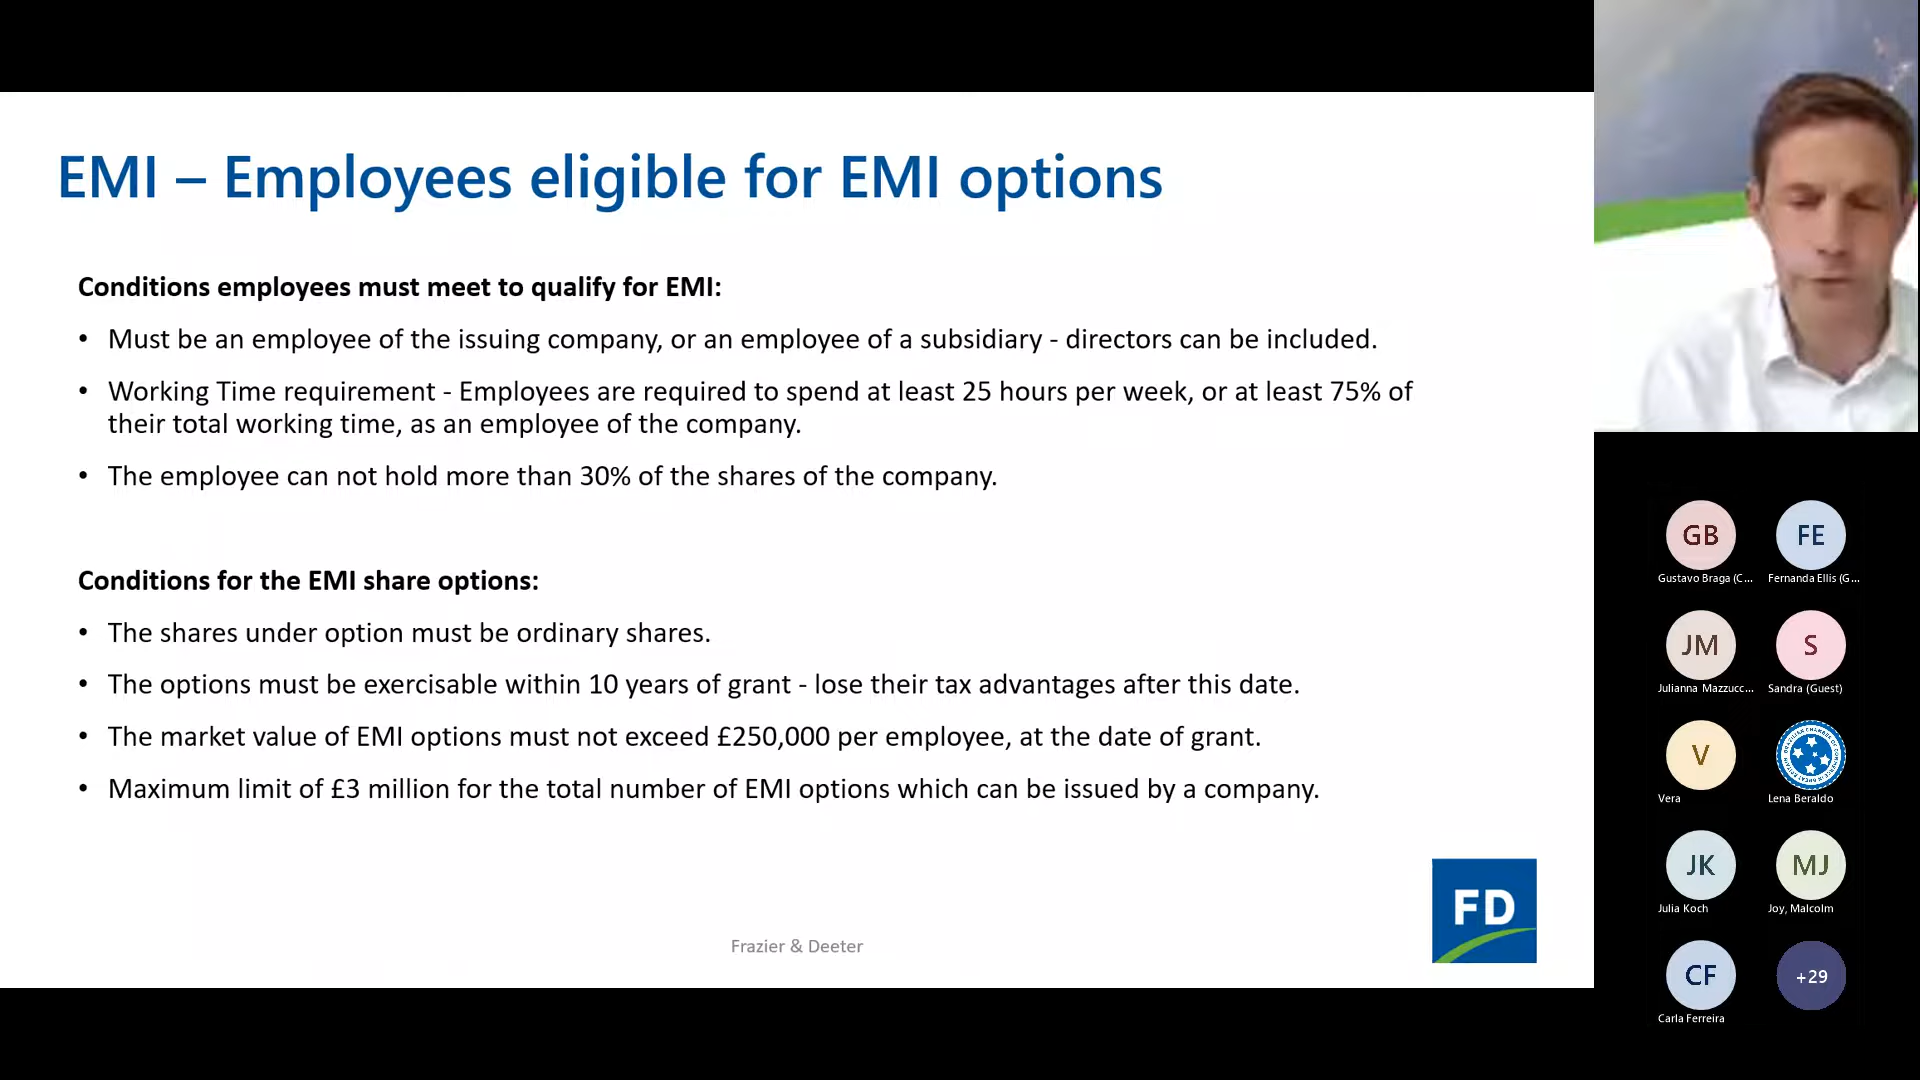 EMI – Employees eligible for EMI options
Conditions employees must meet to qualify for EMI:
• Must be an employee of the issuing company, or an employee of a subsidiary - directors can be included.
• Working Time requirement - Employees are required to spend at least 25 hours per week, or at least 75% of
their total working time, as an employee of the company.
• The employee can not hold more than 30% of the shares of the company.
Conditions for the EMI share options:
• The shares under option must be ordinary shares.
• The options must be exercisable within 10 years of grant - lose their tax advantages after this date.
• The market value of EMI options must not exceed £250,000 per employee, at the date of grant.
• Maximum limit of £3 million for the total number of EMI options which can be issued by a company.
FD
Frazier & Deeter
GB
Gustavo Braga (C...
FE
Fernanda Ellis (G...
JM
Julianna Mazzucc...
S
Sandra (Guest)
V
Vera
Lena Beraldo
JK
Julia Koch
MJ
Joy, Malcolm
CF
Carla Ferreira
+29